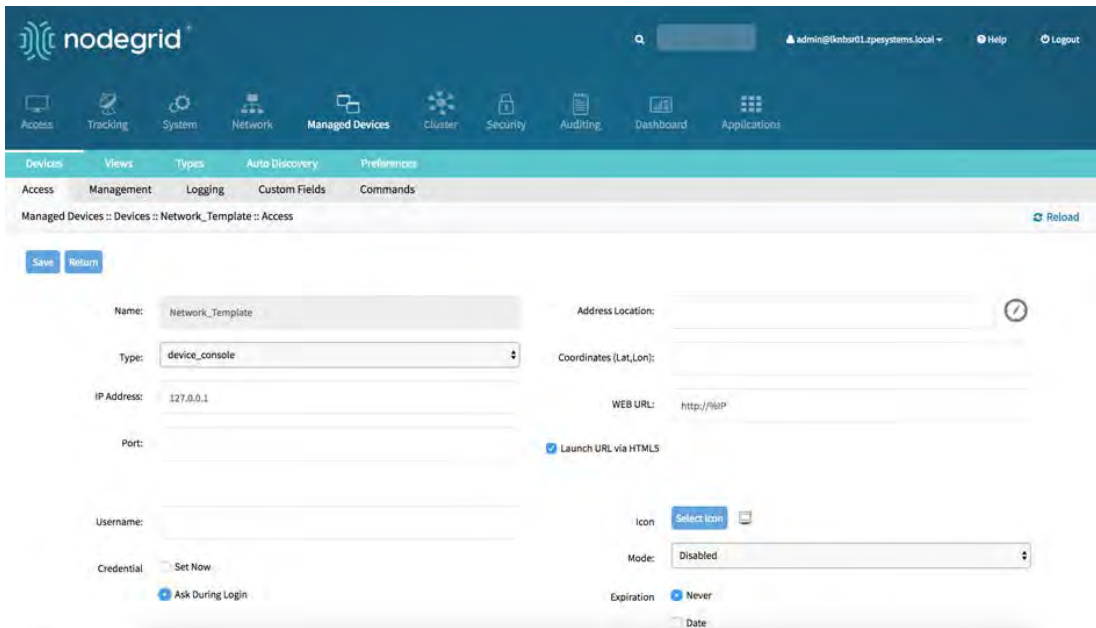 nodegrid
admin@lknbsr01.zpesystems.local
Help
Logout
Access Tracking System Network Managed Devices Cluster Security Auditing Dashboard Applications
Devices Views Types Auto Discovery Preferences
Access Management Logging Custom Fields Commands
Managed Devices :: Devices :: Network_Template :: Access
Reload
Save Return
Name: Network_Template
Type: device_console
IP Address: 127.0.0.1
Port:
Username:
Credential Set Now
Ask During Login
Address Location:
Coordinates (Lat,Lon):
WEB URL: http://%IP
Launch URL via HTML5
Icon Select Icon
Mode: Disabled
Expiration Never
Date